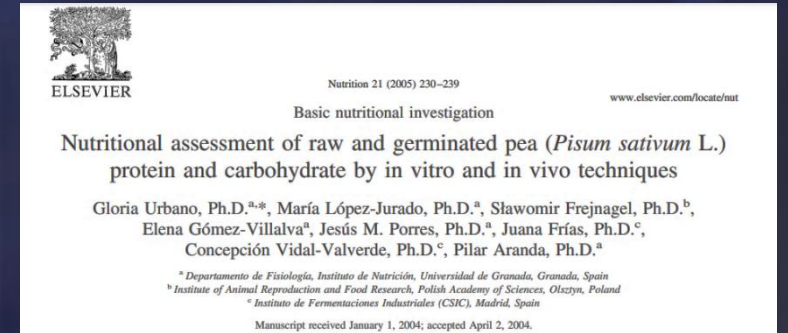 ELSEVIER
Nutrition 21 (2005) 230–239
www.elsevier.com/locate/nut
Basic nutritional investigation
Nutritional assessment of raw and germinated pea (Pisum sativum L.)
protein and carbohydrate by in vitro and in vivo techniques
Gloria Urbano, Ph.D.ᵃ,*, María López-Jurado, Ph.D.ᵃ, Sławomir Frejnagel, Ph.D.ᵇ,
Elena Gómez-Villalvaᵃ, Jesús M. Porres, Ph.D.ᵃ, Juana Frías, Ph.D.ᶜ,
Concepción Vidal-Valverde, Ph.D.ᶜ, Pilar Aranda, Ph.D.ᵃ
ᵃ Departamento de Fisiología, Instituto de Nutrición, Universidad de Granada, Granada, Spain
ᵇ Institute of Animal Reproduction and Food Research, Polish Academy of Sciences, Olsztyn, Poland
ᶜ Instituto de Fermentaciones Industriales (CSIC), Madrid, Spain
Manuscript received January 1, 2004; accepted April 2, 2004.